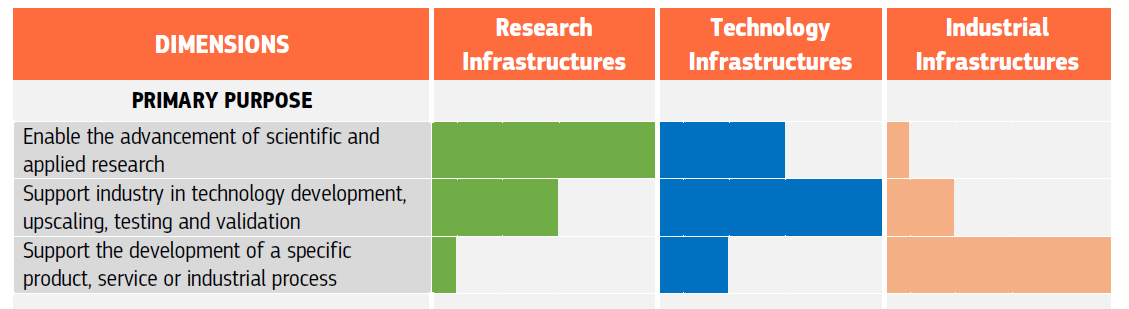 DIMENSIONS
Research
Infrastructures
Technology
Infrastructures
Industrial
Infrastructures
PRIMARY PURPOSE
Enable the advancement of scientific and
applied research
Support industry in technology development,
upscaling, testing and validation
Support the development of a specific
product, service or industrial process